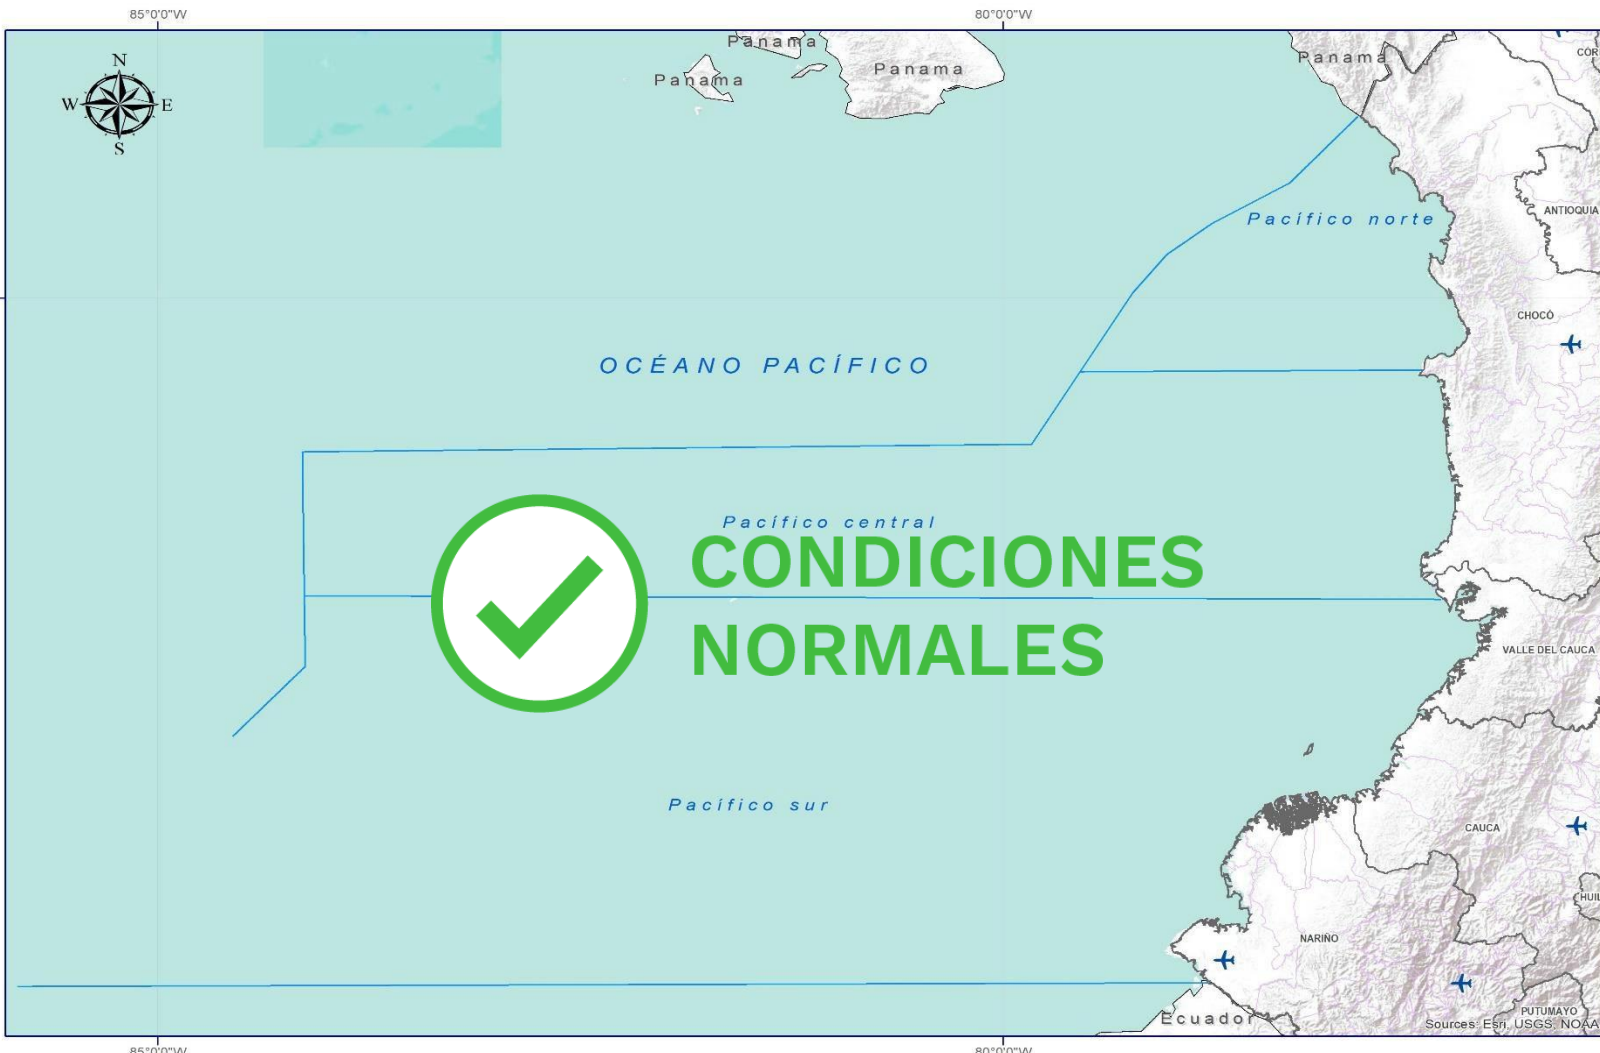 85°0'0"W
80°0'0"W
N
W
E
S
Panama
Panama
Panama
Panama
COR
ANTIOQUIA
Pacífico norte
CHOCÓ
OCÉANO PACÍFICO
Pacífico central
CONDICIONES
NORMALES
VALLE DEL CAUCA
Pacífico sur
CAUCA
HUIL
NARIÑO
PUTUMAYO
Ecuador
Sources: Esri, USGS, NOAA
85°0'0"W
80°0'0"W